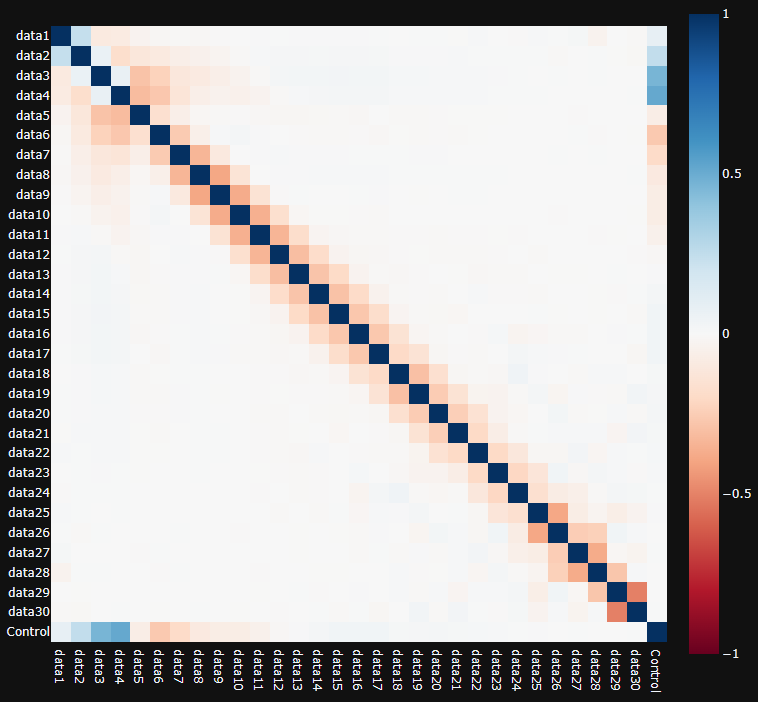 data1
data2
data3
data4
data5
data6
data7
data8
data9
data10
data11
data12
data13
data14
data15
data16
data17
data18
data19
data20
data21
data22
data23
data24
data25
data26
data27
data28
data29
data30
Control
data1
data2
data3
data4
data5
data6
data7
data8
data9
data10
data11
data12
data13
data14
data15
data16
data17
data18
data19
data20
data21
data22
data23
data24
data25
data26
data27
data28
data29
data30
Control
1
0.5
0
−0.5
−1